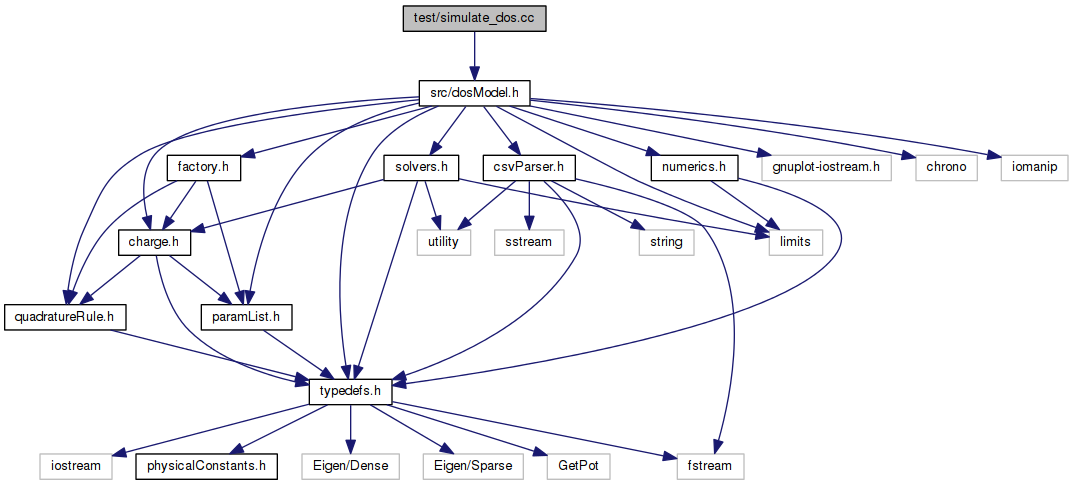 test/simulate_dos.cc
src/dosModel.h
factory.h
solvers.h
csvParser.h
numerics.h
gnuplot-iostream.h
chrono
iomanip
charge.h
utility
sstream
string
limits
quadratureRule.h
paramList.h
typedefs.h
iostream
physicalConstants.h
Eigen/Dense
Eigen/Sparse
GetPot
fstream